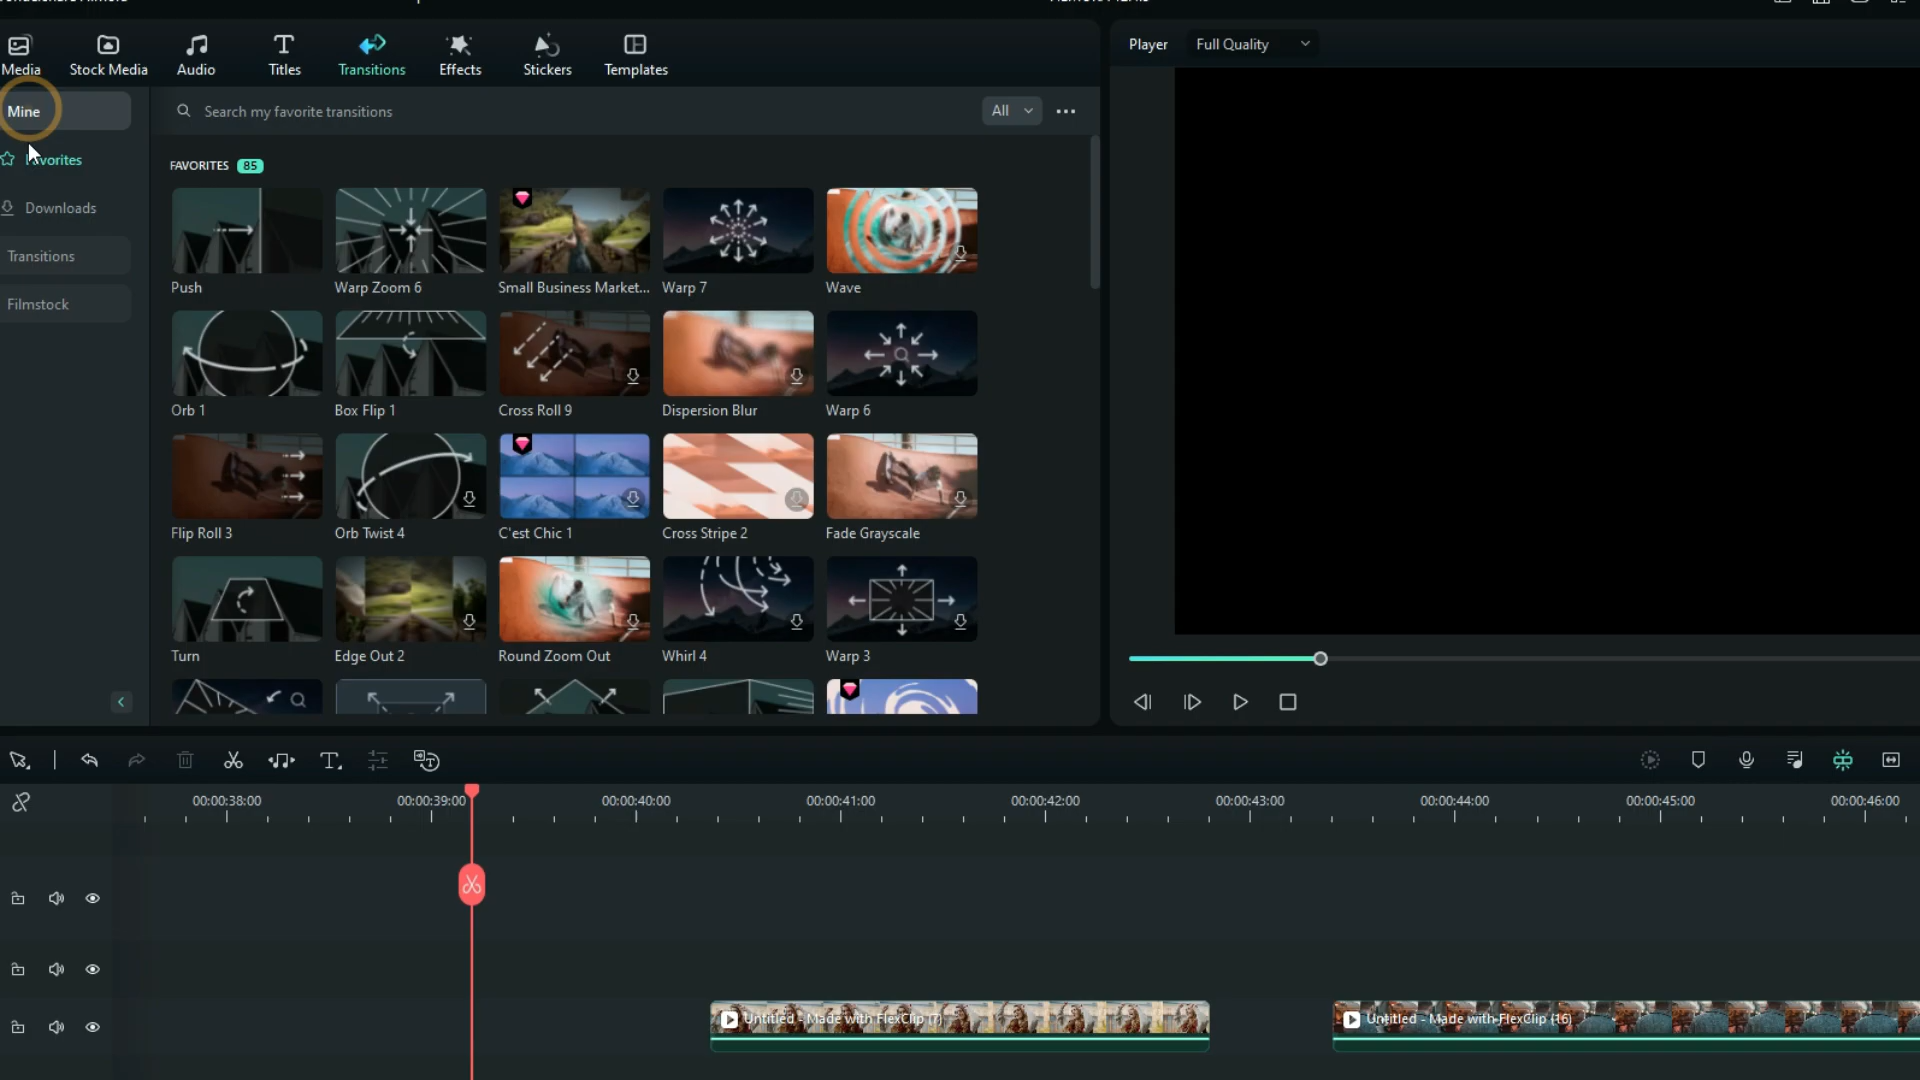 Player
Full Quality
Media
Stock Media
Audio
Titles
Transitions
Effects
Stickers
Templates
Mine
Search my favorite transitions
All
Favorites
FAVORITES 85
Downloads
Transitions
Filmstock
Push
Warp Zoom 6
Small Business Market...
Warp 7
Wave
Orb 1
Box Flip 1
Cross Roll 9
Dispersion Blur
Warp 6
Flip Roll 3
Orb Twist 4
C'est Chic 1
Cross Stripe 2
Fade Grayscale
Turn
Edge Out 2
Round Zoom Out
Whirl 4
Warp 3
00:00:38:00
00:00:39:00
00:00:40:00
00:00:41:00
00:00:42:00
00:00:43:00
00:00:44:00
00:00:45:00
00:00:46:00
Untitled - Made with FlexClip (7)
Untitled - Made with FlexClip (16)